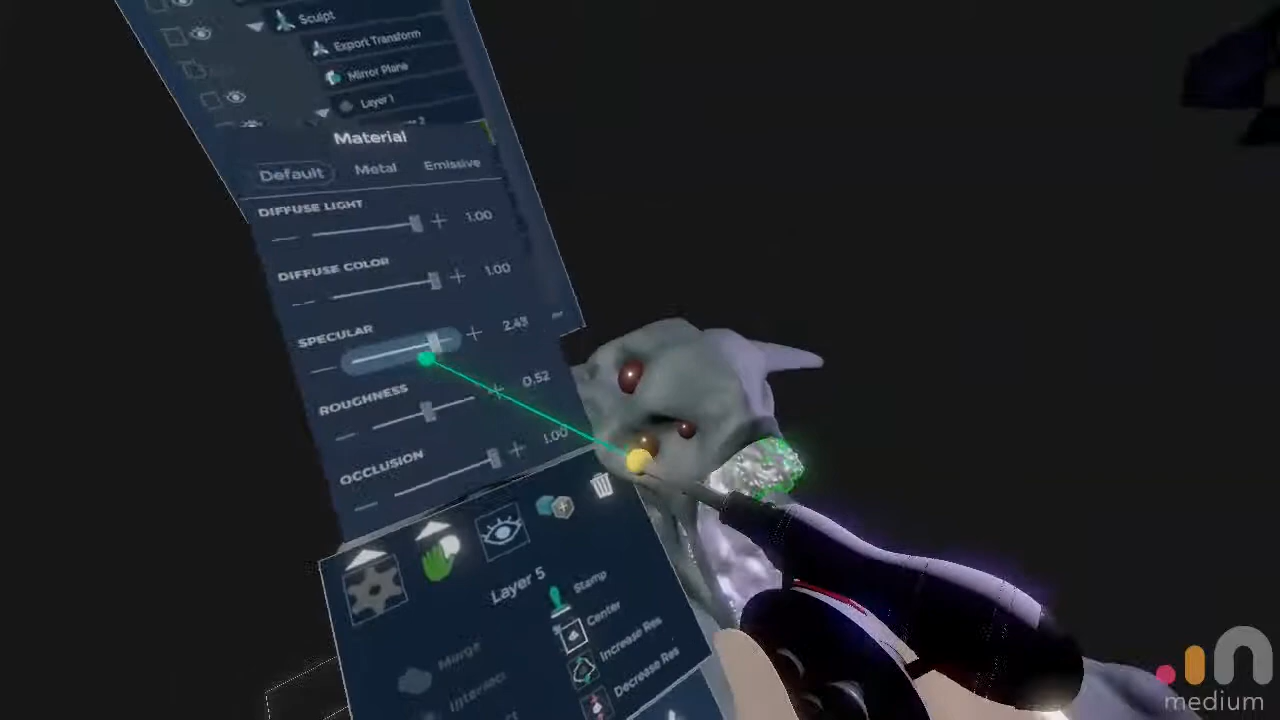 Sculpt
Export Transform
Mirror Plane
Layer 1
Material
Default Metal Emissive
DIFFUSE LIGHT
1.00
DIFFUSE COLOR
1.00
SPECULAR
2.43
ROUGHNESS
0.52
OCCLUSION
1.00
Layer 5
Stamp
Center
Increase Res
Decrease Res
Merge
Intersect
medium